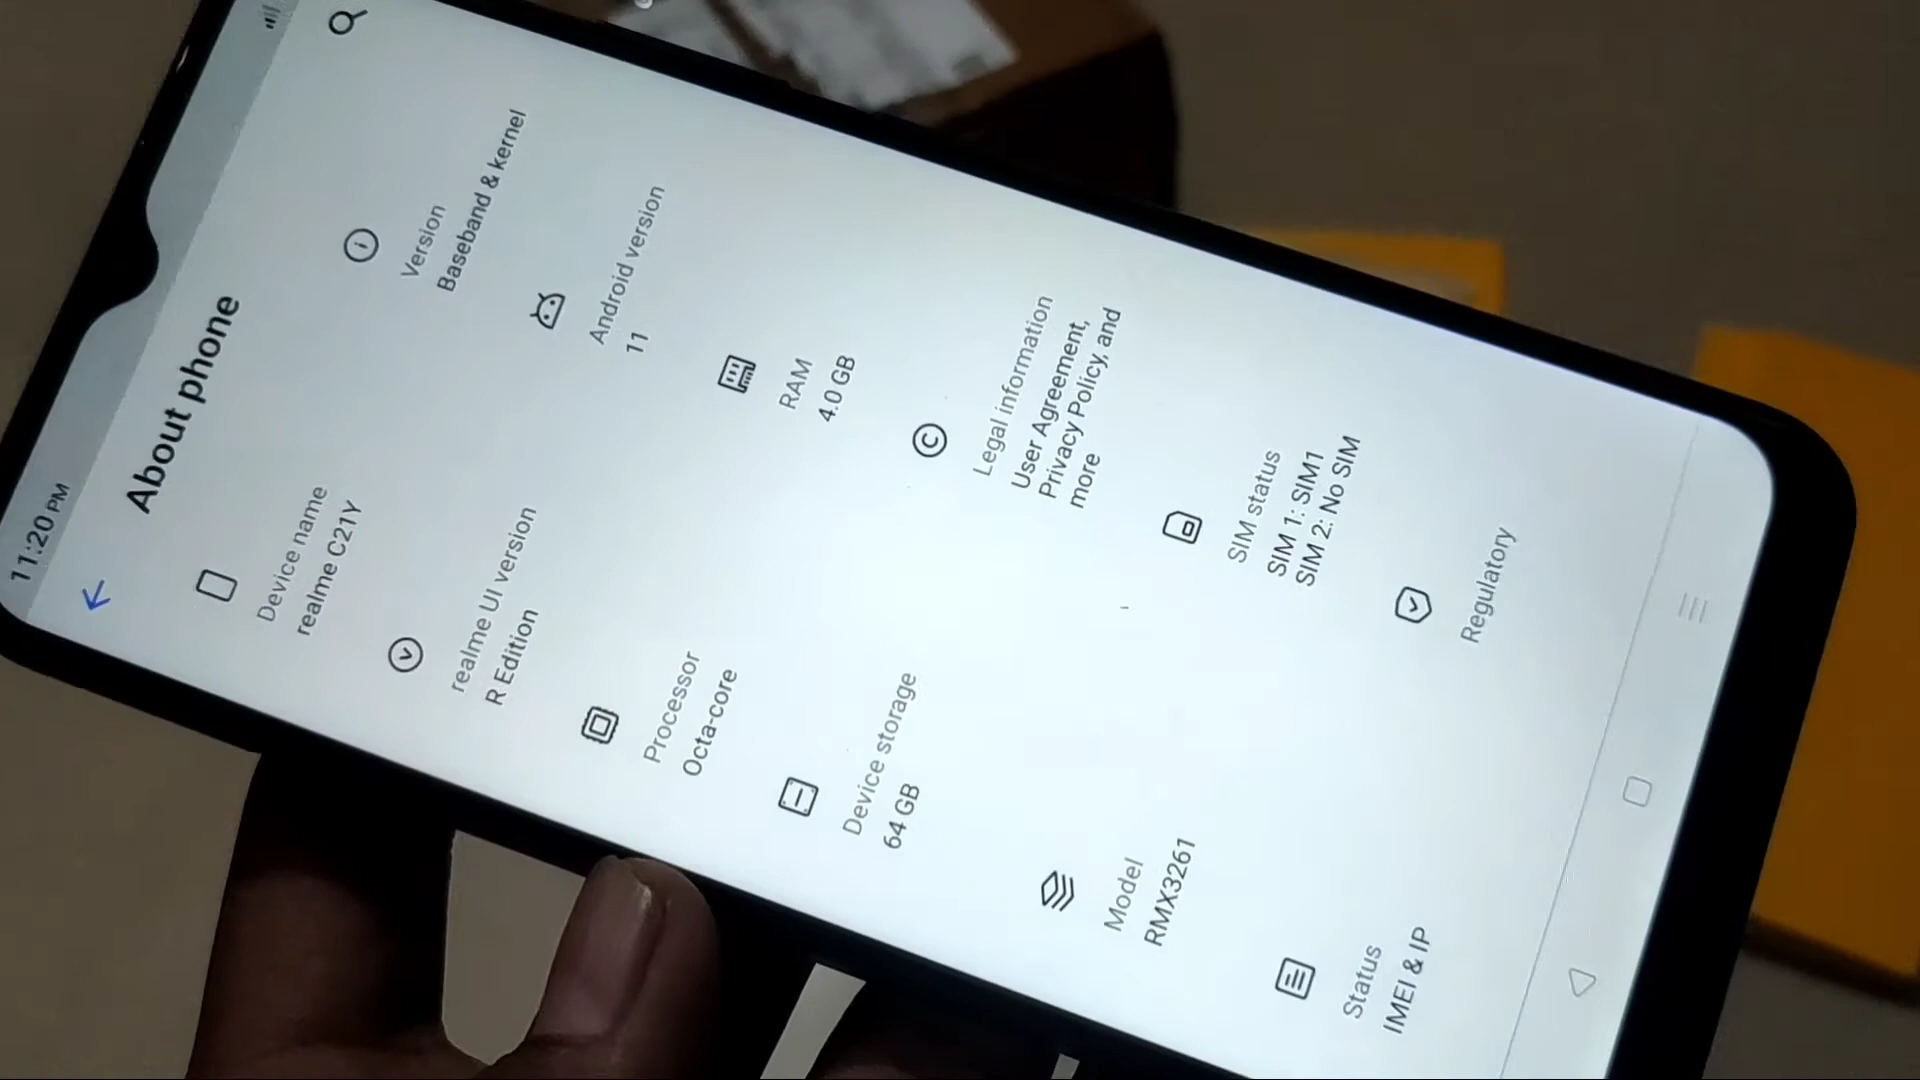 11:20 PM
About phone
Device name
realme C21Y
Version
Baseband & kernel
realme UI version
R Edition
Android version
11
Processor
Octa-core
RAM
4.0 GB
Device storage
64 GB
Legal information
User Agreement,
Privacy Policy, and
more
Model
RMX3261
SIM status
SIM 1: SIM1
SIM 2: No SIM
Status
IMEI & IP
Regulatory